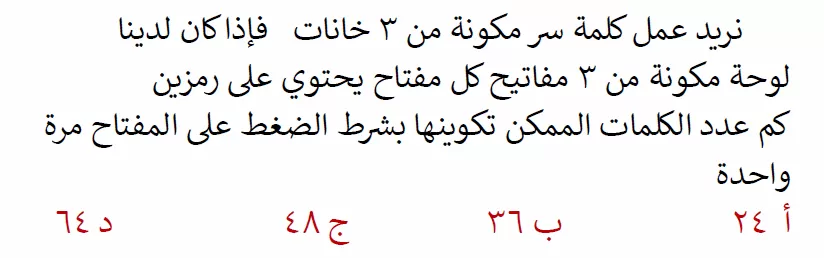 نريد عمل كلمة سر مكونة من ٣ خانات فإذا كان لدينا
لوحة مكونة من ٣ مفاتيح كل مفتاح يحتوي على رمزين
كم عدد الكلمات الممكن تكوينها بشرط الضغط على المفتاح مرة
واحدة
أ ٢٤ ب ٣٦ ج ٤٨ د ٦٤